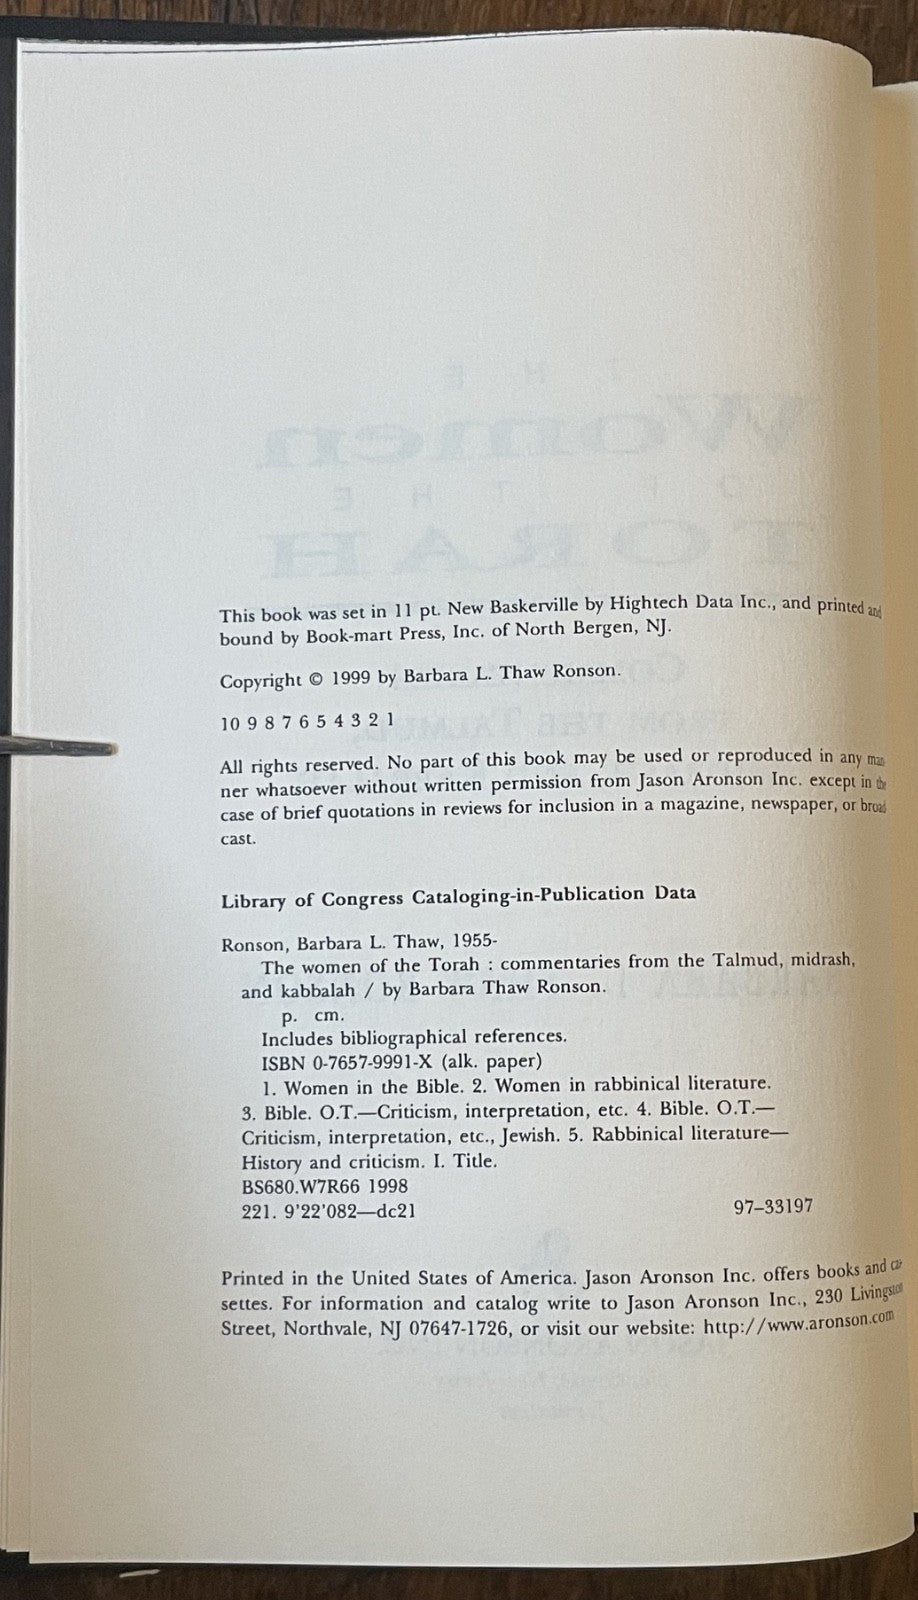 This book was set in 11 pt. New Baskerville by Hightech Data Inc., and printed and
bound by Book-mart Press, Inc. of North Bergen, NJ.
Copyright © 1999 by Barbara L. Thaw Ronson.
10 9 8 7 6 5 4 3 2 1
All rights reserved. No part of this book may be used or reproduced in any man-
ner whatsoever without written permission from Jason Aronson Inc. except in the
case of brief quotations in reviews for inclusion in a magazine, newspaper, or broad-
cast.
Library of Congress Cataloging-in-Publication Data
Ronson, Barbara L. Thaw, 1955-
The women of the Torah : commentaries from the Talmud, midrash,
and kabbalah / by Barbara Thaw Ronson.
p. cm.
Includes bibliographical references.
ISBN 0-7657-9991-X (alk. paper)
1. Women in the Bible. 2. Women in rabbinical literature.
3. Bible. O.T.—Criticism, interpretation, etc. 4. Bible. O.T.—
Criticism, interpretation, etc., Jewish. 5. Rabbinical literature—
History and criticism. I. Title.
BS680.W7R66 1998
221. 9'22'082—dc21 97–33197
Printed in the United States of America. Jason Aronson Inc. offers books and cas-
settes. For information and catalog write to Jason Aronson Inc., 230 Livingston
Street, Northvale, NJ 07647-1726, or visit our website: http://www.aronson.com